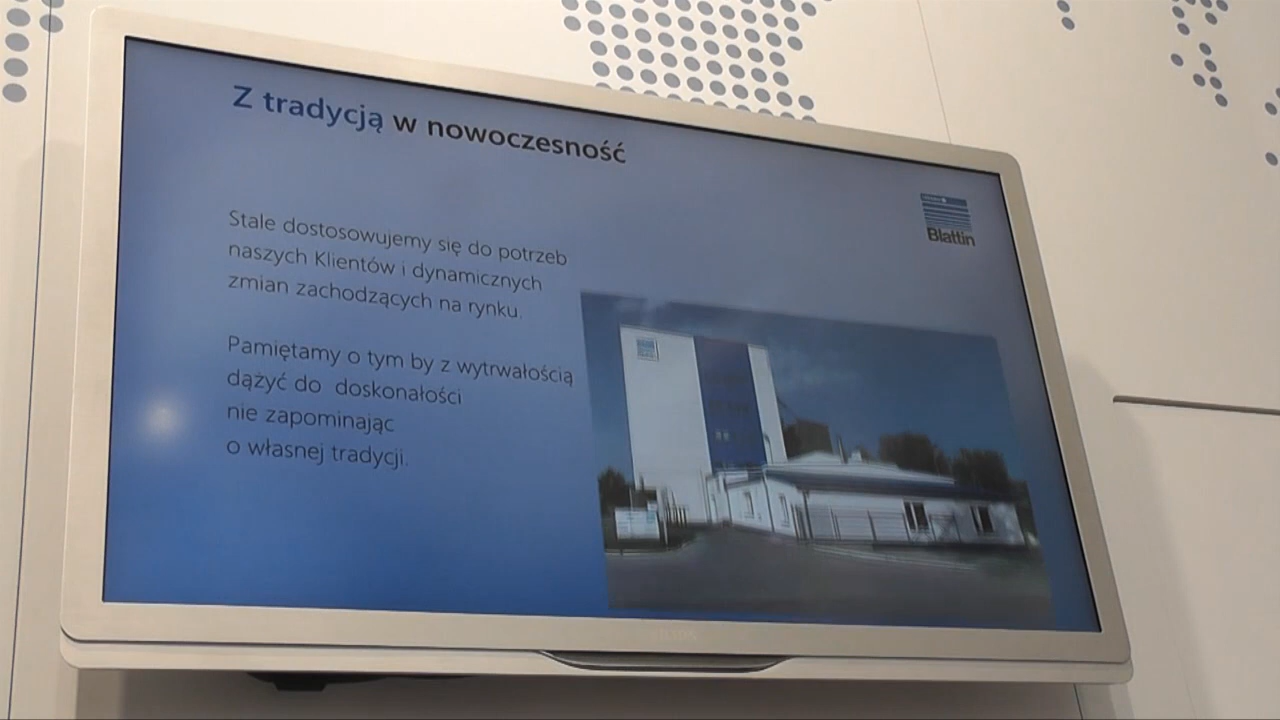 Z tradycją w nowoczesność
Blattin
Stale dostosowujemy się do potrzeb
naszych Klientów i dynamicznych
zmian zachodzących na rynku.
Pamiętamy o tym by z wytrwałością
dążyć do doskonałości
nie zapominając
o własnej tradycji.